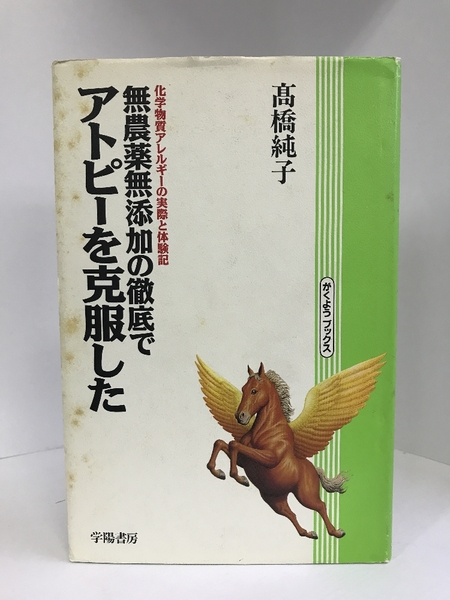 髙橋純子
がくようブックス
化学物質アレルギーの実際と体験記
無農薬無添加の徹底で
アトピーを克服した
学陽書房